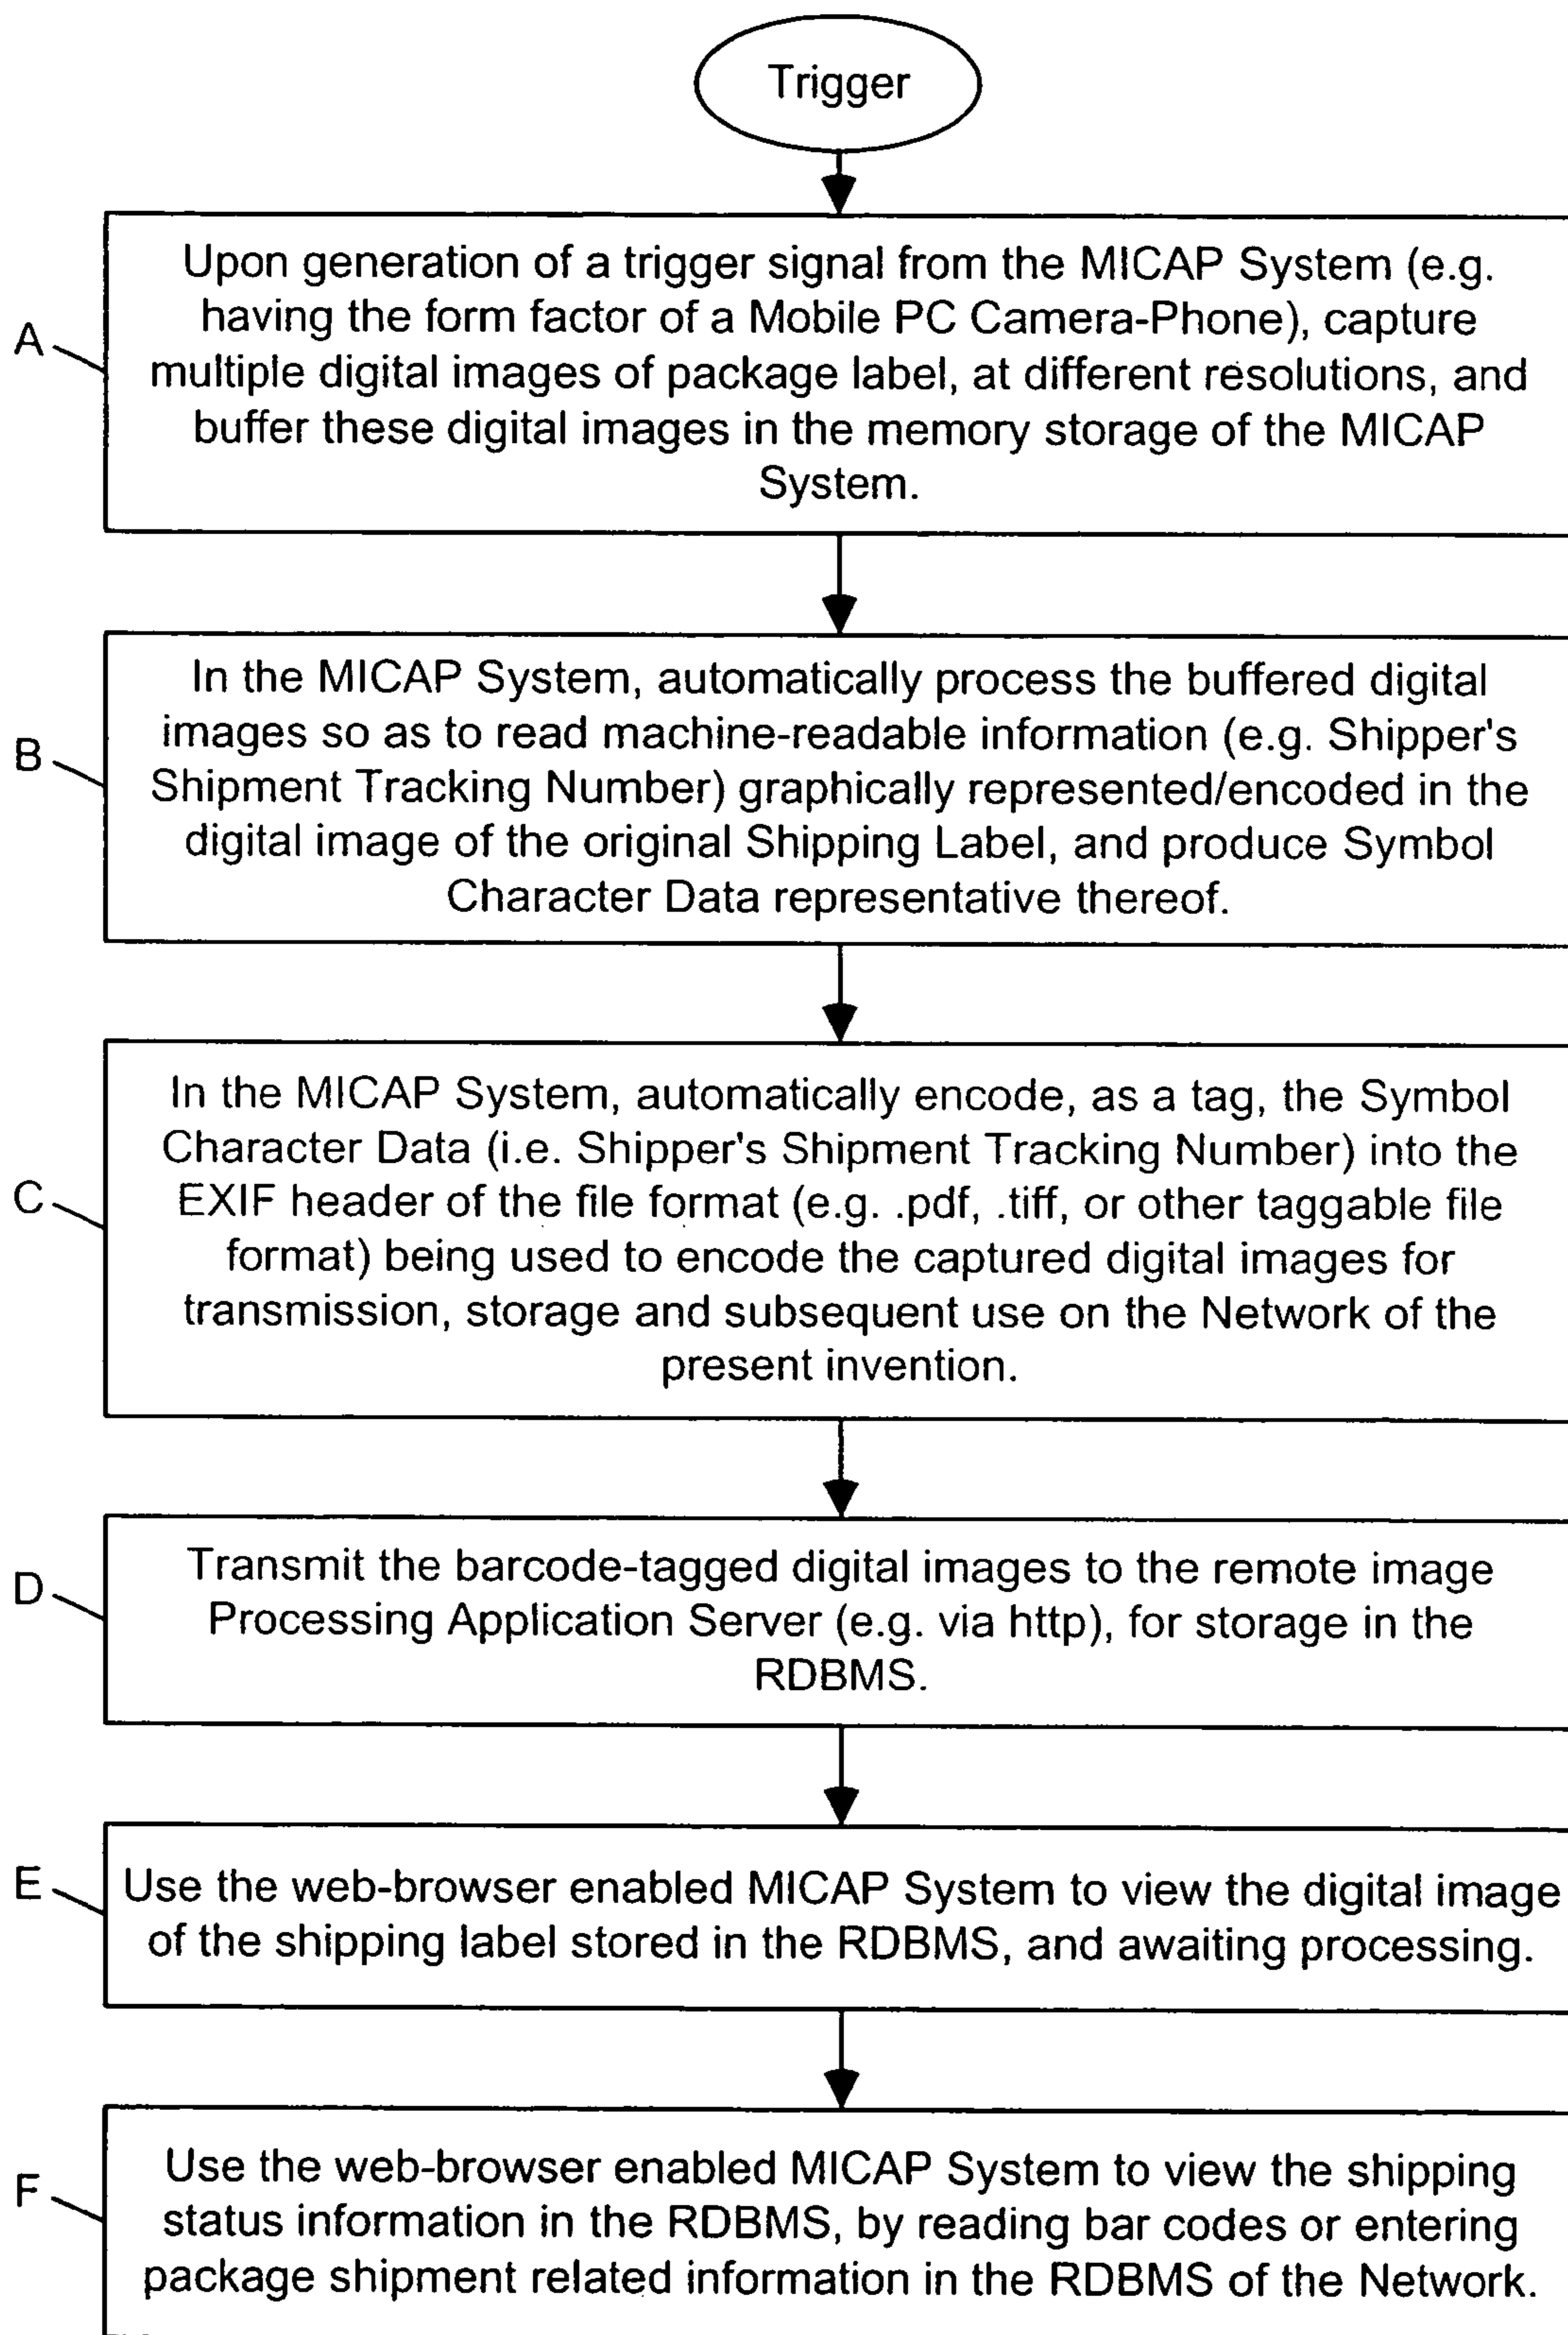 Trigger
A
Upon generation of a trigger signal from the MICAP System (e.g.
having the form factor of a Mobile PC Camera-Phone), capture
multiple digital images of package label, at different resolutions, and
buffer these digital images in the memory storage of the MICAP
System.
B
In the MICAP System, automatically process the buffered digital
images so as to read machine-readable information (e.g. Shipper's
Shipment Tracking Number) graphically represented/encoded in the
digital image of the original Shipping Label, and produce Symbol
Character Data representative thereof.
C
In the MICAP System, automatically encode, as a tag, the Symbol
Character Data (i.e. Shipper's Shipment Tracking Number) into the
EXIF header of the file format (e.g. .pdf, .tiff, or other taggable file
format) being used to encode the captured digital images for
transmission, storage and subsequent use on the Network of the
present invention.
D
Transmit the barcode-tagged digital images to the remote image
Processing Application Server (e.g. via http), for storage in the
RDBMS.
E
Use the web-browser enabled MICAP System to view the digital image
of the shipping label stored in the RDBMS, and awaiting processing.
F
Use the web-browser enabled MICAP System to view the shipping
status information in the RDBMS, by reading bar codes or entering
package shipment related information in the RDBMS of the Network.